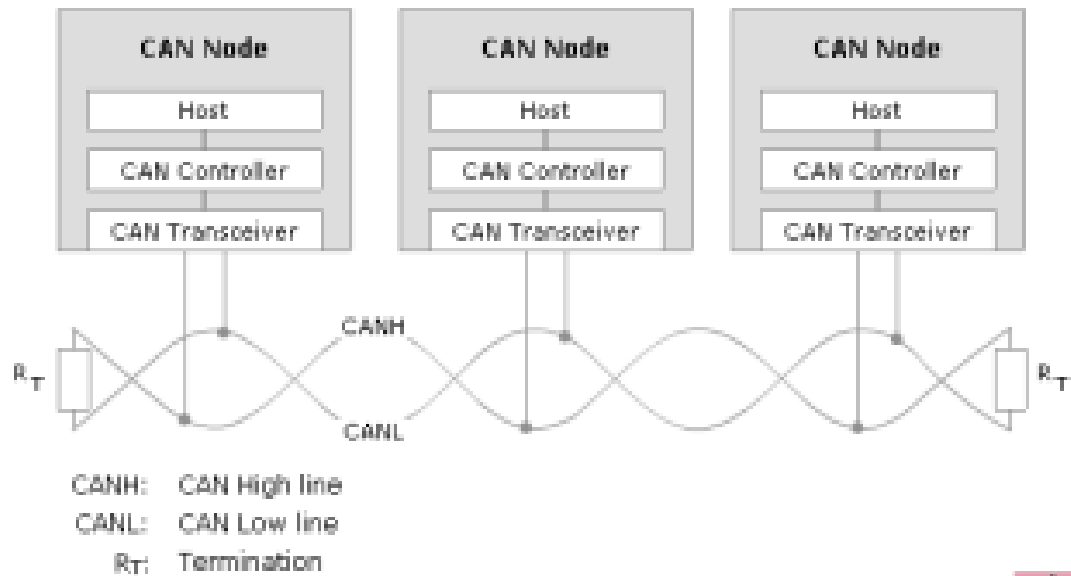 CAN Node CAN Node CAN Node
Host Host Host
CAN Controller CAN Controller CAN Controller
CAN Transceiver CAN Transceiver CAN Transceiver
CANH
RT RT
CANL
CANH: CAN High line
CANL: CAN Low line
RT: Termination